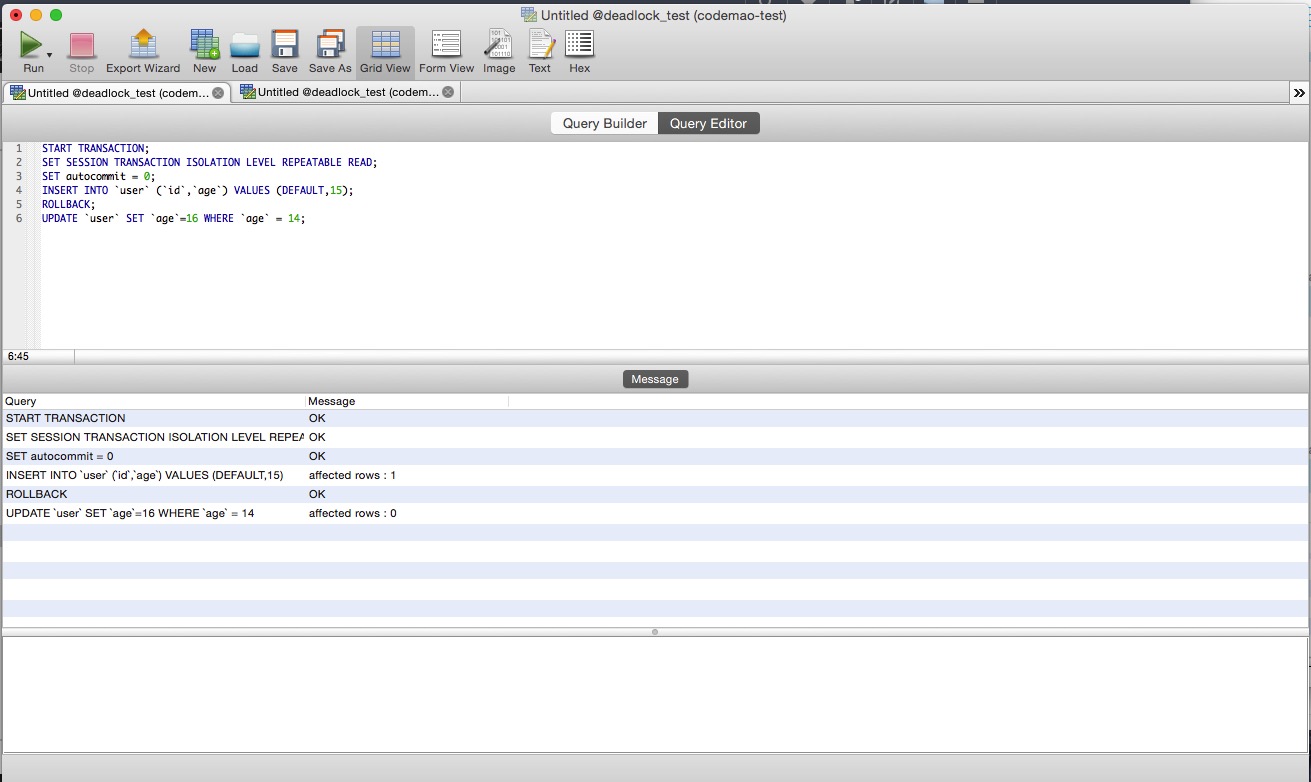 Untitled @deadlock_test (codemao-test)
Run Stop Export Wizard New Load Save Save As Grid View Form View Image Text Hex
Untitled @deadlock_test (codem... Untitled @deadlock_test (codem... »
Query Builder Query Editor
1 START TRANSACTION;
2 SET SESSION TRANSACTION ISOLATION LEVEL REPEATABLE READ;
3 SET autocommit = 0;
4 INSERT INTO `user` (`id`,`age`) VALUES (DEFAULT,15);
5 ROLLBACK;
6 UPDATE `user` SET `age`=16 WHERE `age` = 14;
6:45
Message
Query Message
START TRANSACTION OK
SET SESSION TRANSACTION ISOLATION LEVEL REPEA OK
SET autocommit = 0 OK
INSERT INTO `user` (`id`,`age`) VALUES (DEFAULT,15) affected rows : 1
ROLLBACK OK
UPDATE `user` SET `age`=16 WHERE `age` = 14 affected rows : 0